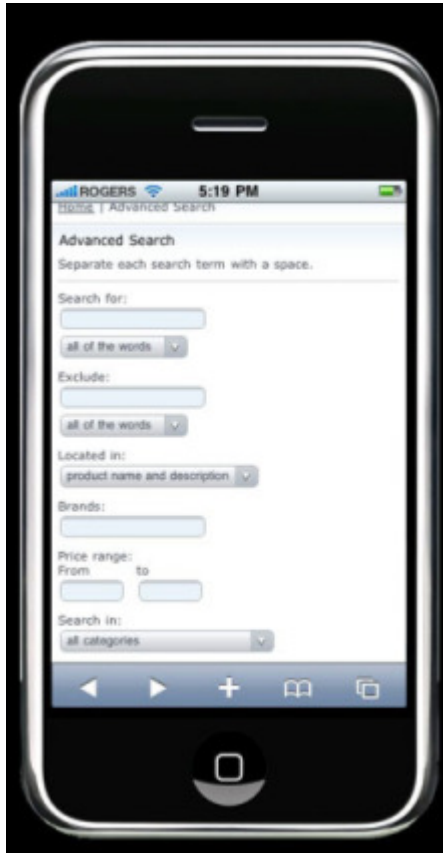 ROGERS 5:19 PM
Home | Advanced Search
Advanced Search
Separate each search term with a space.
Search for:
all of the words
Exclude:
all of the words
Located in:
product name and description
Brands:
Price range:
From to
Search in:
all categories